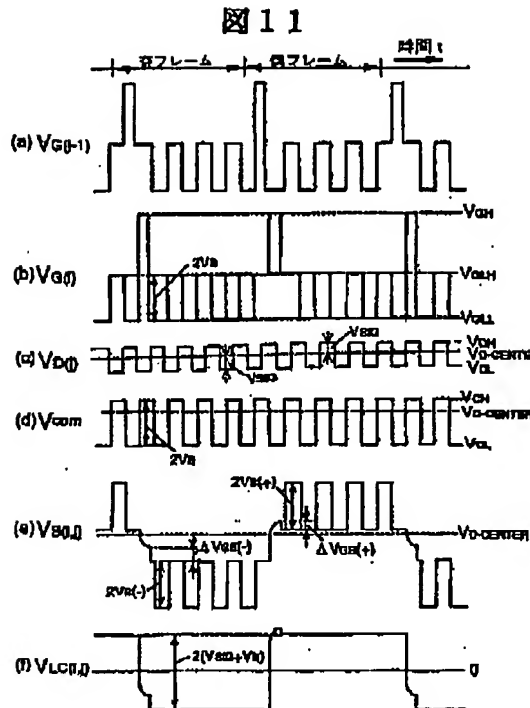 図11
時間 t
奇フレーム 偶フレーム
(a) VG(i-1)
VGH
(b) VG(i)
2VB
VGLH
VGLL
VSIG
VDH
(c) VD(j)
VD-CENTER
VDL
VSIG
VCH
(d) VCOM
VD-CENTER
2VB
VCL
2VB(+)
(e) VS(i,j)
VD-CENTER
ΔVGS(-)
ΔVGS(+)
2VB(-)
(f) VLC(i,j)
2(VSIG+VB)
0